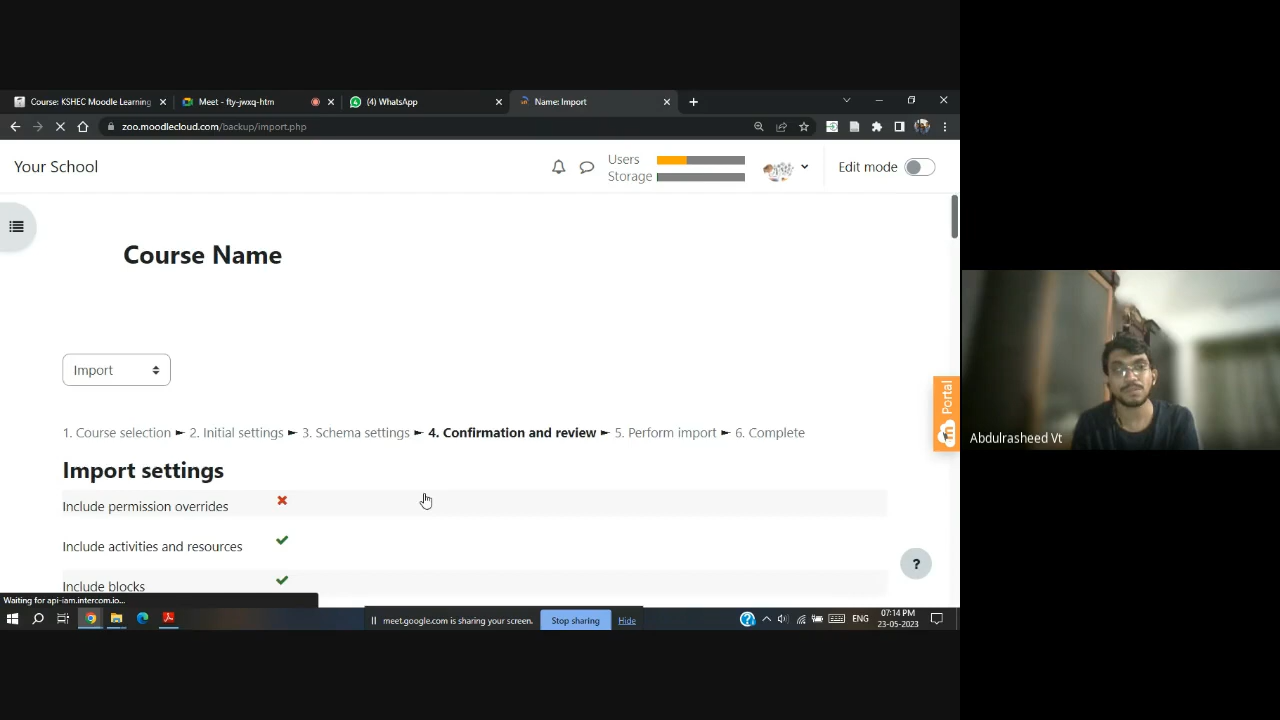 Course: KSHEC Moodle Learning
Meet - fty-jwxq-htm
(4) WhatsApp
Name: Import
zoo.moodlecloud.com/backup/import.php
Your School
Users
Storage
Edit mode
Course Name
Import
1. Course selection ► 2. Initial settings ► 3. Schema settings ► 4. Confirmation and review ► 5. Perform import ► 6. Complete
Import settings
Include permission overrides
Include activities and resources
Include blocks
Portal
Abdulrasheed Vt
?
Waiting for api-iam.intercom.io...
meet.google.com is sharing your screen.
Stop sharing
Hide
ENG
07:14 PM
23-05-2023